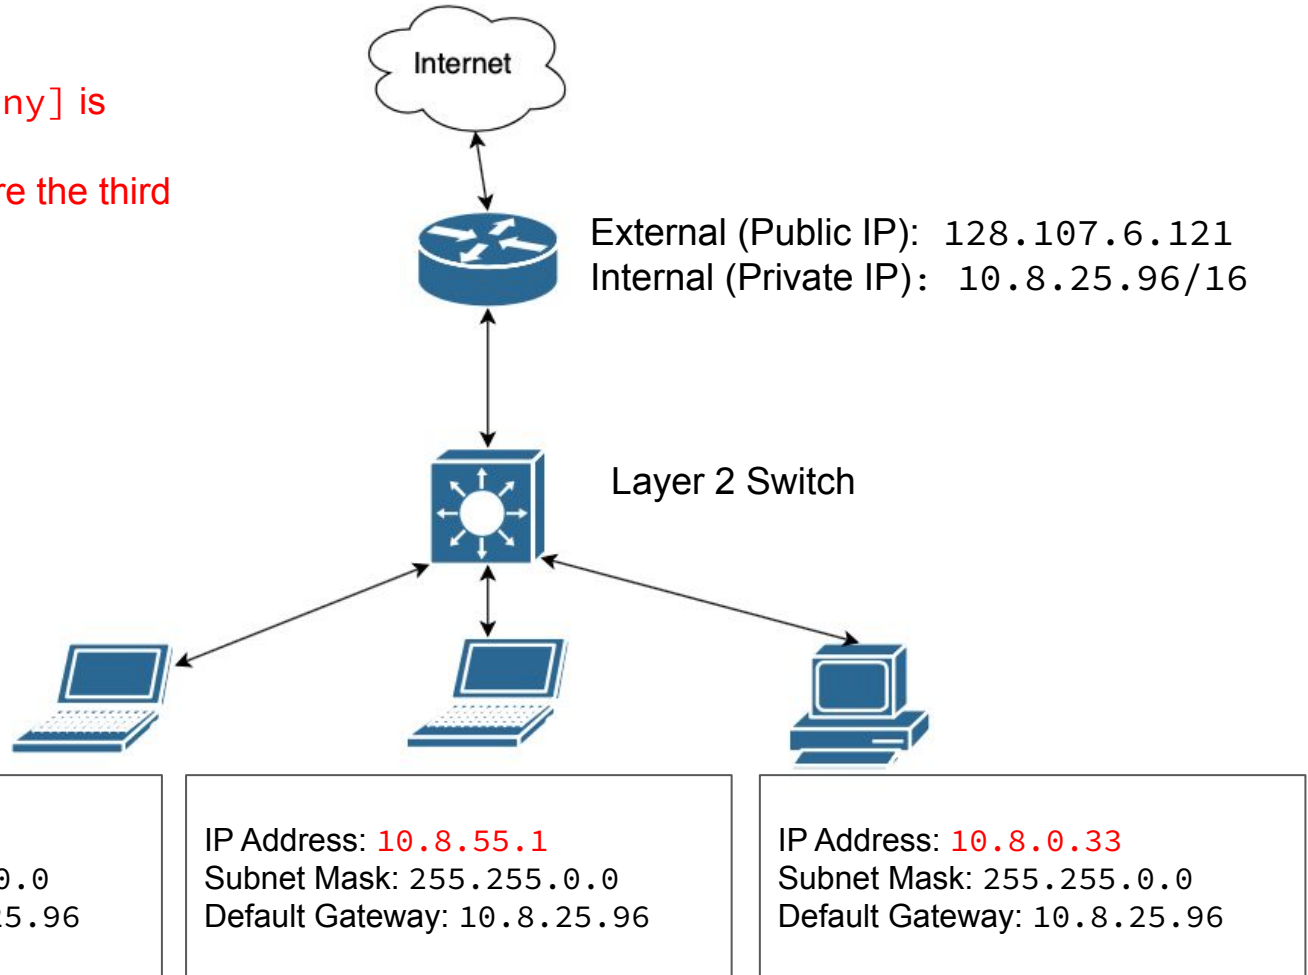 Internet
ny] is
re the third
External (Public IP): 128.107.6.121
Internal (Private IP): 10.8.25.96/16
Layer 2 Switch
0.0
25.96
IP Address: 10.8.55.1
Subnet Mask: 255.255.0.0
Default Gateway: 10.8.25.96
IP Address: 10.8.0.33
Subnet Mask: 255.255.0.0
Default Gateway: 10.8.25.96